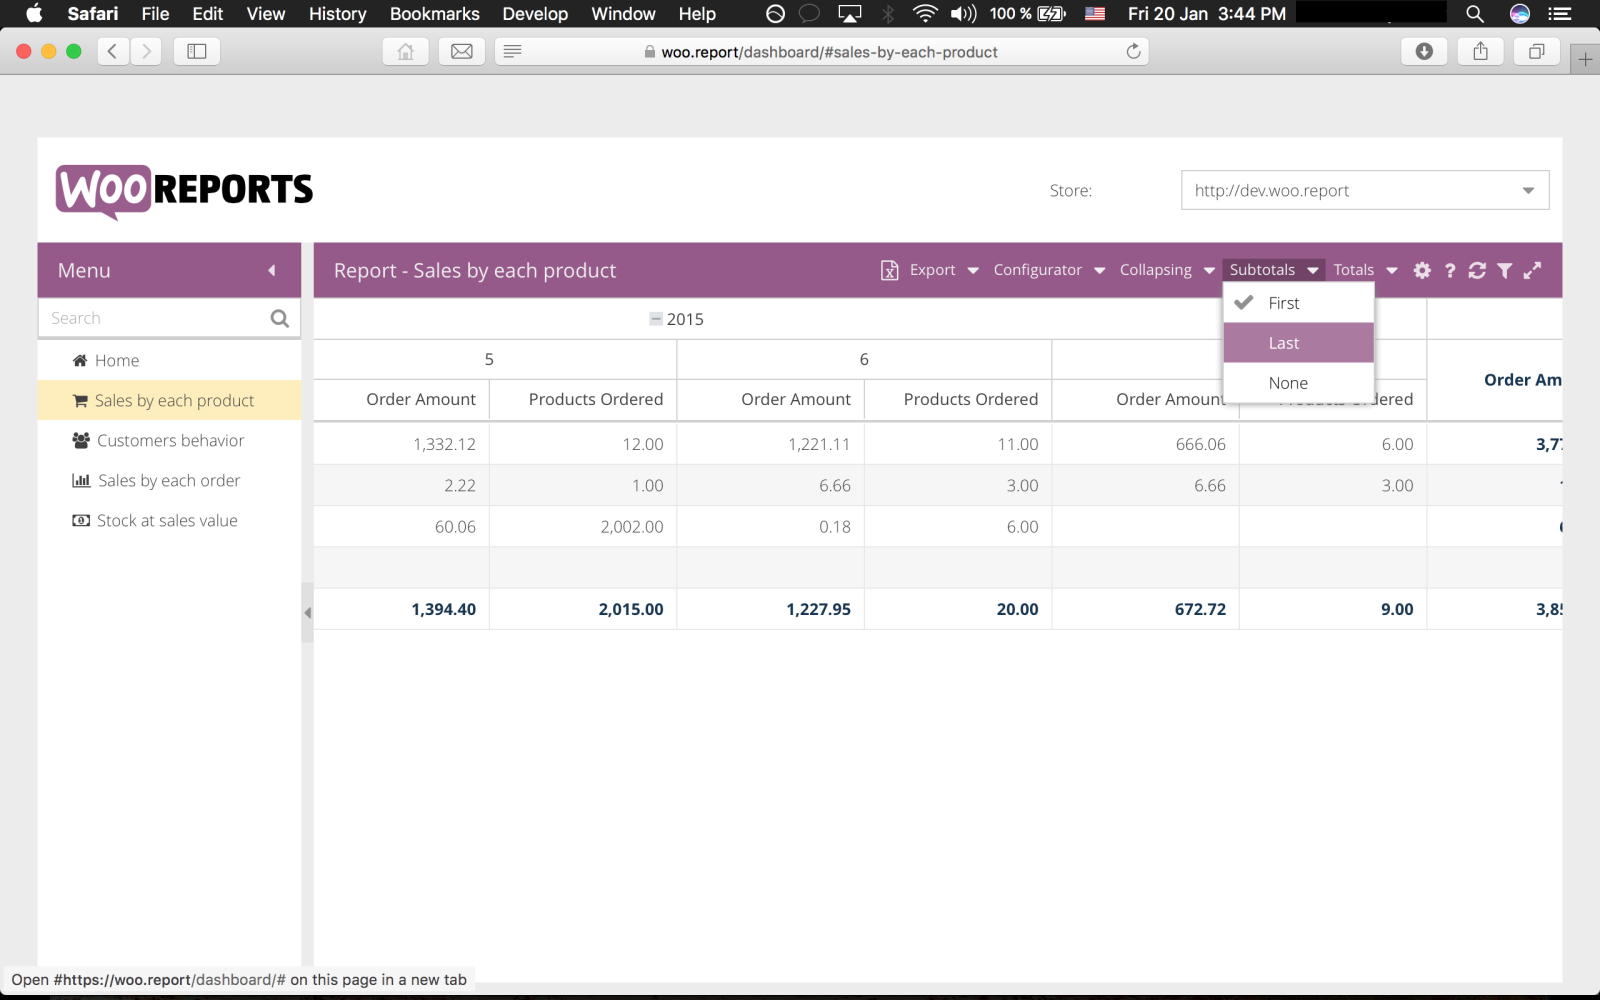 Safari File Edit View History Bookmarks Develop Window Help 100 % Fri 20 Jan 3:44 PM
woo.report/dashboard/#sales-by-each-product
WOO REPORTS
Store: http://dev.woo.report
Menu
Report - Sales by each product Export Configurator Collapsing Subtotals Totals ?
Search
Home
Sales by each product
Customers behavior
Sales by each order
Stock at sales value
First
Last
None
2015
5 6
Order Amount Products Ordered Order Amount Products Ordered Order Amount Products Ordered Order Am
1,332.12 12.00 1,221.11 11.00 666.06 6.00 3,77
2.22 1.00 6.66 3.00 6.66 3.00
60.06 2,002.00 0.18 6.00
1,394.40 2,015.00 1,227.95 20.00 672.72 9.00 3,85
Open #https://woo.report/dashboard/# on this page in a new tab